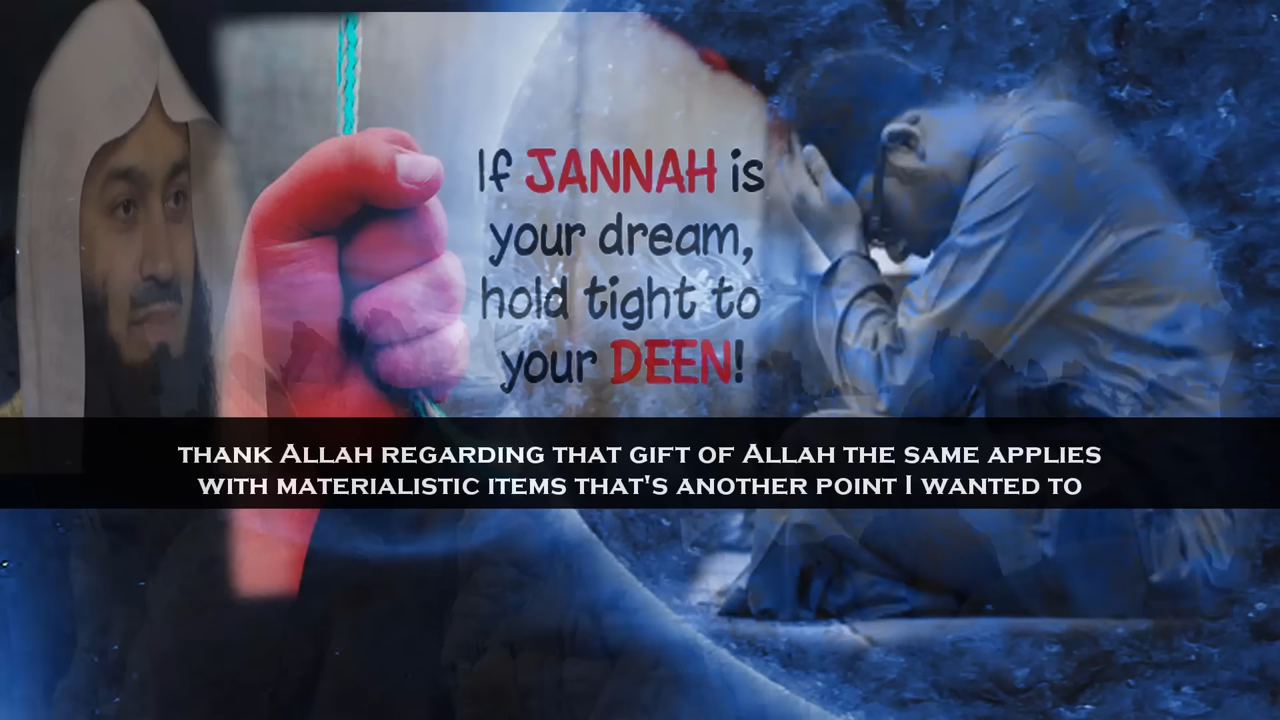 If JANNAH is
your dream,
hold tight to
your DEEN!
THANK ALLAH REGARDING THAT GIFT OF ALLAH THE SAME APPLIES
WITH MATERIALISTIC ITEMS THAT'S ANOTHER POINT I WANTED TO